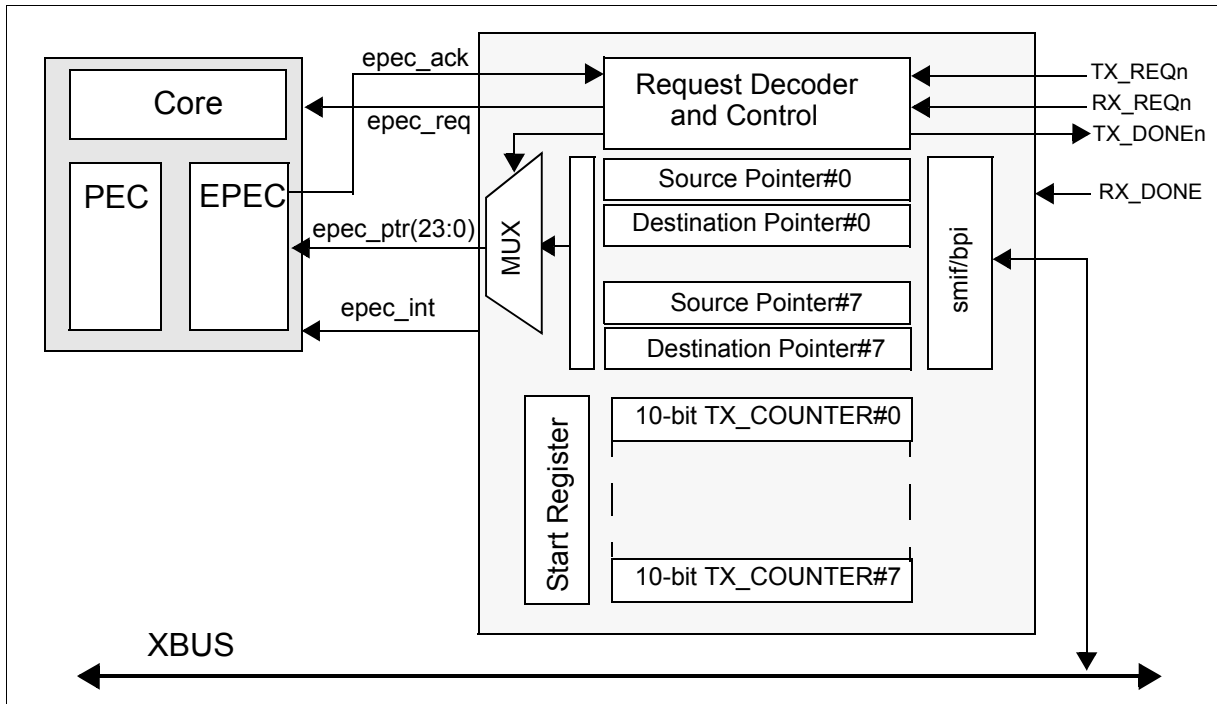 epec_ack
Core
epec_req
Request Decoder
and Control
TX_REQn
RX_REQn
TX_DONEn
PEC
EPEC
epec_ptr(23:0)
epec_int
MUX
Source Pointer#0
Destination Pointer#0
Source Pointer#7
Destination Pointer#7
smif/bpi
RX_DONE
Start Register
10-bit TX_COUNTER#0
10-bit TX_COUNTER#7
XBUS